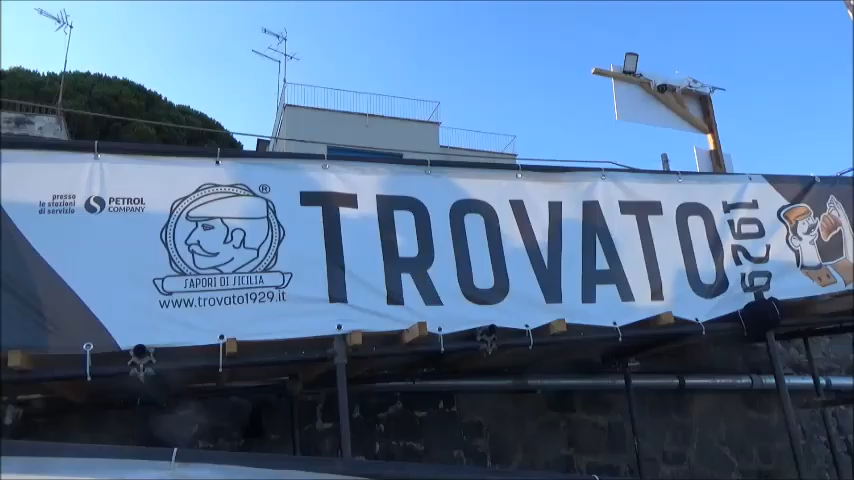 presso
le stazioni
di servizio
PETROL
COMPANY
®
SAPORI DI SICILIA
www.trovato1929.it
TROVATO
1929